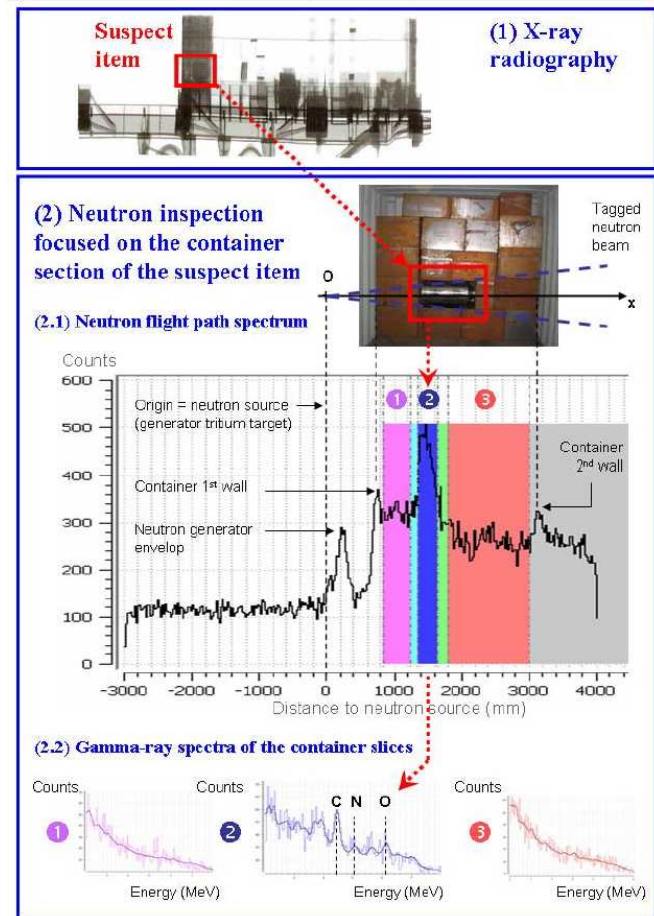 Suspect
item
(1) X-ray
radiography
(2) Neutron inspection
focused on the container
section of the suspect item
Tagged
neutron
beam
O
x
(2.1) Neutron flight path spectrum
Counts
600
500
400
300
200
100
0
1
2
3
Origin = neutron source
(generator tritium target)
Container 1st wall
Neutron generator
envelop
Container
2nd wall
-3000
-2000
-1000
0
1000
2000
3000
4000
Distance to neutron source (mm)
(2.2) Gamma-ray spectra of the container slices
Counts
1
Energy (MeV)
Counts
2
C
N
O
Energy (MeV)
Counts
3
Energy (MeV)